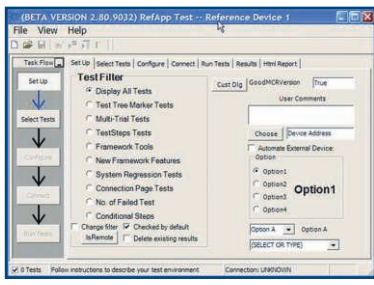 (BETA VERSION 2.80.9032) RefApp Test -- Reference Device 1
File View Help
Task Flow
Set Up
Select Tests
Configure
Connect
Run Tests
Set Up Select Tests Configure Connect Run Tests Results Html Report
Test Filter
Display All Tests
Test Tree Marker Tests
Multi-Trial Tests
TestSteps Tests
Framework Tools
New Framework Features
System Regression Tests
Connection Page Tests
No. of Failed Test
Conditional Steps
Change filter Checked by default
IsRemote Delete existing results
Cust Dlg GoodMCRVersion True
User Comments
Choose Device Address
Automate External Device:
Option
Option1
Option2
Option3
Option4
Option1
Option A Option A
(SELECT OR TYPE)
0 Tests Follow instructions to describe your test environment Connection: UNKNOWN